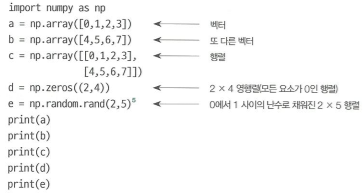 import numpy as np
a = np.array([0,1,2,3]) ← 벡터
b = np.array([4,5,6,7]) ← 또 다른 벡터
c = np.array([[0,1,2,3], ← 행렬
[4,5,6,7]])
d = np.zeros((2,4)) ← 2 × 4 영행렬(모든 요소가 0인 행렬)
e = np.random.rand(2,5)⁸ ← 0에서 1 사이의 난수로 채워진 2 × 5 행렬
print(a)
print(b)
print(c)
print(d)
print(e)